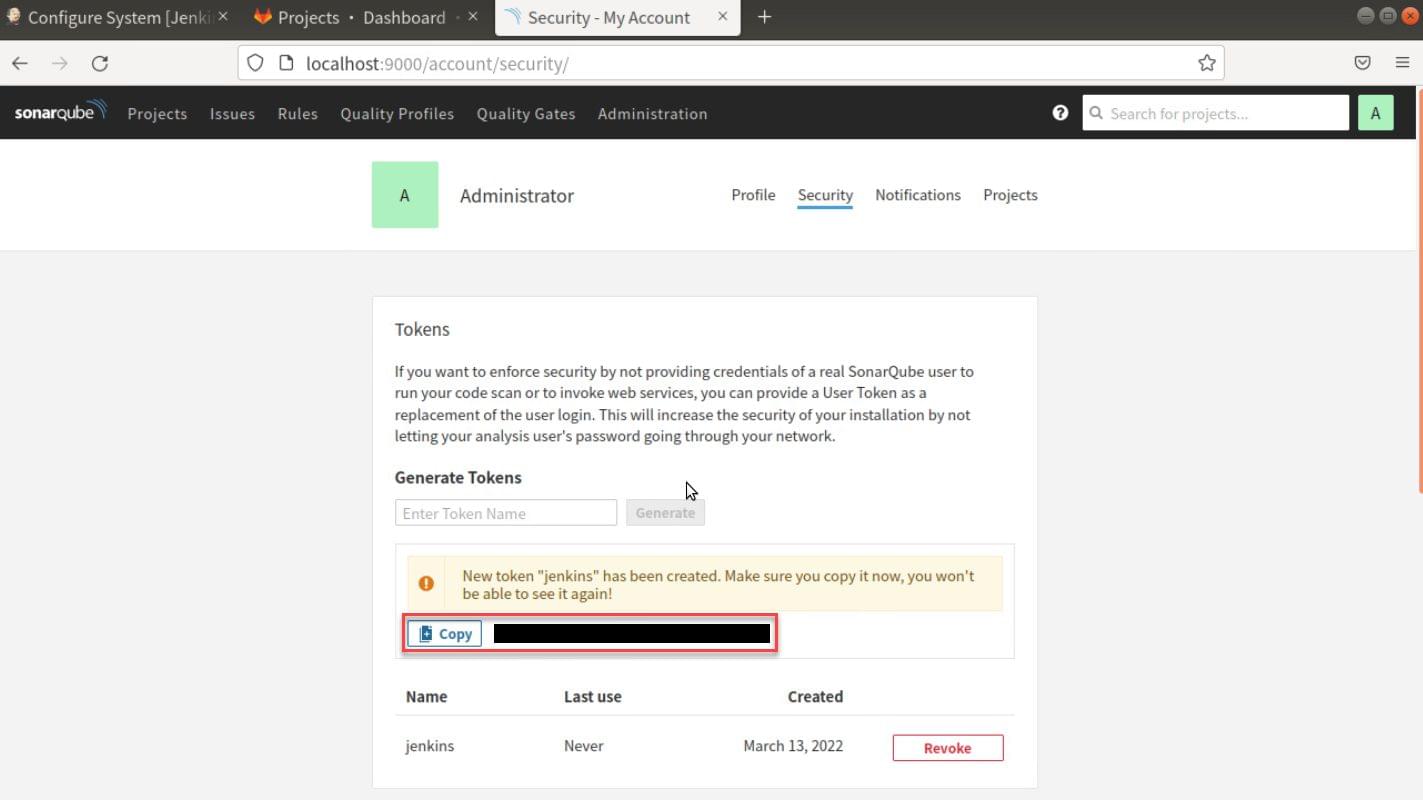 Configure System [Jenki
Projects · Dashboard ·
Security - My Account
localhost:9000/account/security/
sonarqube Projects Issues Rules Quality Profiles Quality Gates Administration
Search for projects...
A
A
Administrator
Profile Security Notifications Projects
Tokens
If you want to enforce security by not providing credentials of a real SonarQube user to
run your code scan or to invoke web services, you can provide a User Token as a
replacement of the user login. This will increase the security of your installation by not
letting your analysis user's password going through your network.
Generate Tokens
Enter Token Name Generate
New token "jenkins" has been created. Make sure you copy it now, you won't
be able to see it again!
Copy
Name Last use Created
jenkins Never March 13, 2022 Revoke